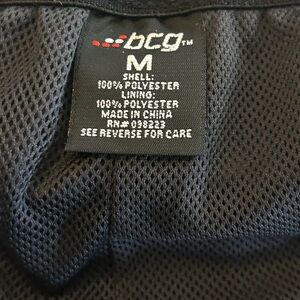 bcg™
M
SHELL:
100% POLYESTER
LINING:
100% POLYESTER
MADE IN CHINA
RN# 098223
SEE REVERSE FOR CARE